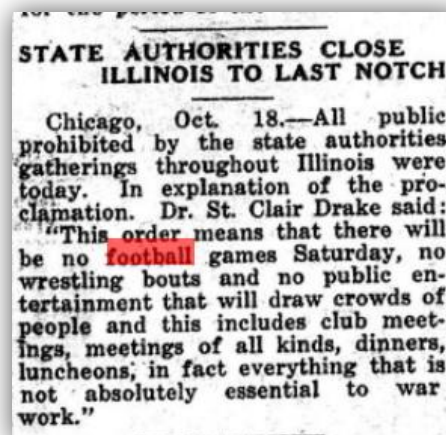 for the period
STATE AUTHORITIES CLOSE
ILLINOIS TO LAST NOTCH
Chicago, Oct. 18.—All public
prohibited by the state authorities
gatherings throughout Illinois were
today. In explanation of the pro-
clamation. Dr. St. Clair Drake said:
"This order means that there will
be no football games Saturday, no
wrestling bouts and no public en-
tertainment that will draw crowds of
people and this includes club meet-
ings, meetings of all kinds, dinners,
luncheons, in fact everything that is
not absolutely essential to war
work."